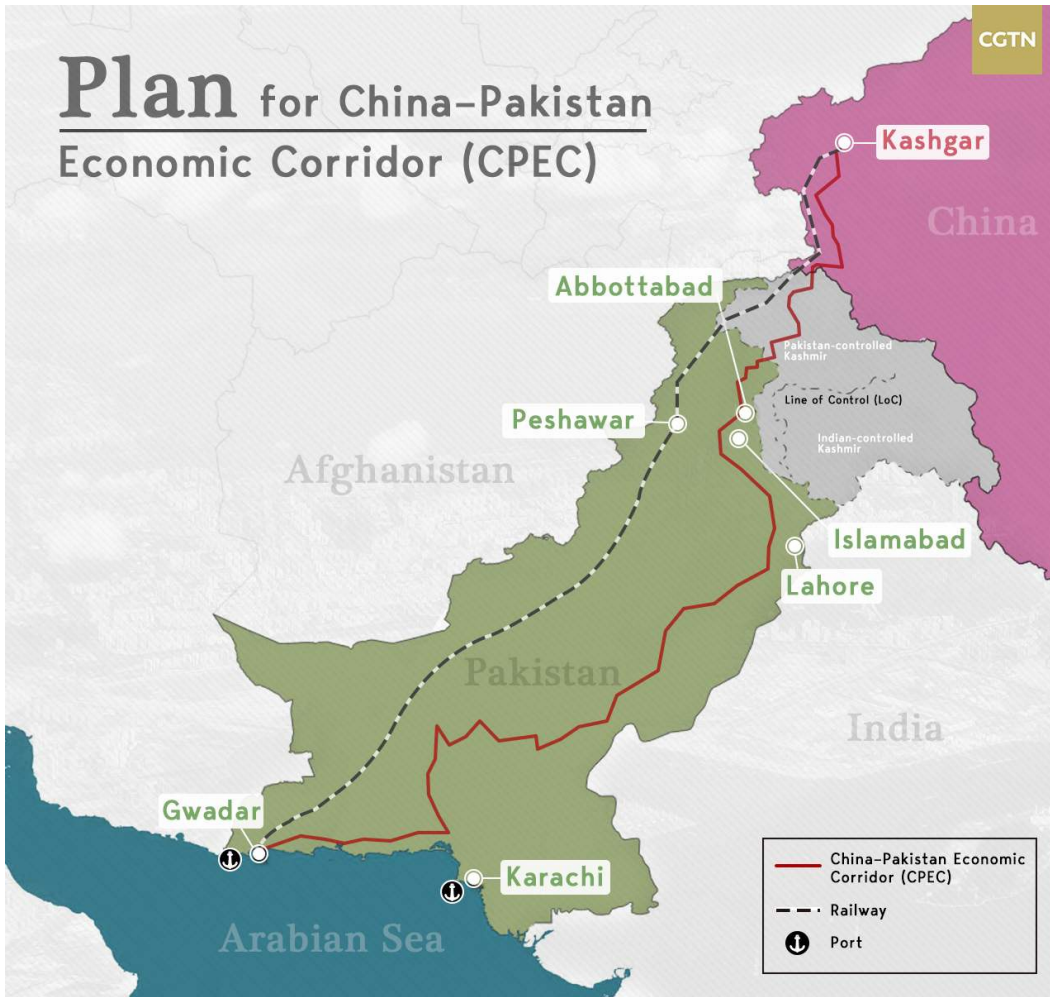 CGTN
Plan for China-Pakistan
Economic Corridor (CPEC)
Kashgar
China
Abbottabad
Pakistan-controlled
Kashmir
Line of Control (LoC)
Peshawar
Indian-controlled
Kashmir
Afghanistan
Islamabad
Lahore
Pakistan
India
Gwadar
Karachi
Arabian Sea
China-Pakistan Economic
Corridor (CPEC)
Railway
Port